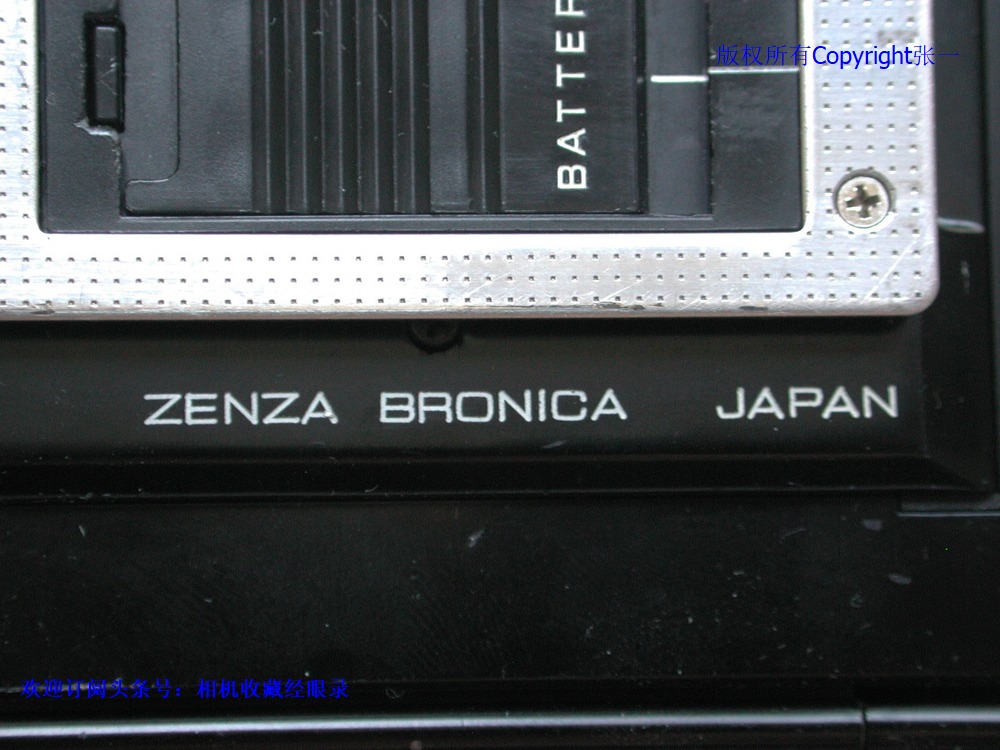 版权所有Copyright张一
BATTER
ZENZA BRONICA JAPAN
欢迎订阅头条号：相机收藏经眼录